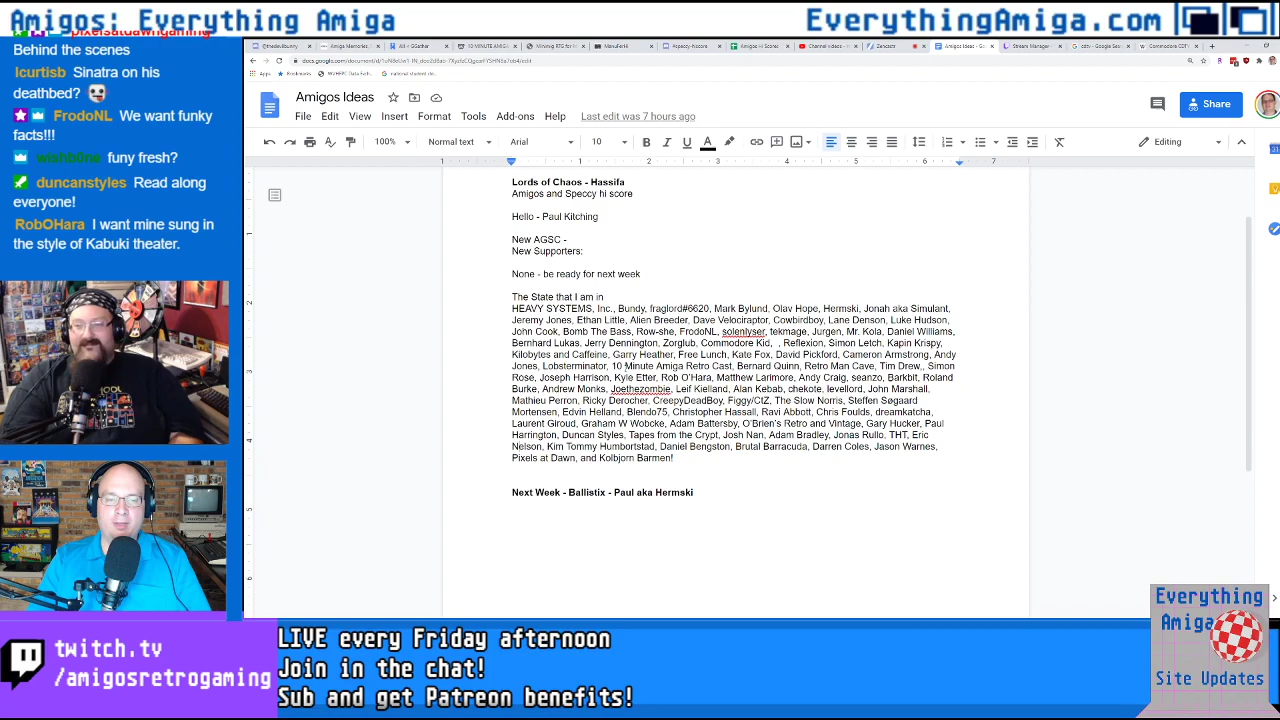 Amigos: Everything Amiga
EverythingAmiga.com
pixelsatdawngaming
Behind the scenes
lcurtisb Sinatra on his
deathbed?
FrodoNL We want funky
facts!!!
wishb0ne funy fresh?
duncanstyles Read along
everyone!
RobOHara I want mine sung in
the style of Kabuki theater.
Amigos Ideas
Share
File Edit View Insert Format Tools Add-ons Help Last edit was 7 hours ago
100% Normal text Arial 10 Editing
Lords of Chaos - Hassifa
Amigos and Speccy hi score
Hello - Paul Kitching
New AGSC -
New Supporters:
None - be ready for next week
The State that I am in
HEAVY SYSTEMS, Inc., Bundy, fraglord#6620, Mark Bylund, Olav Hope, Hermski, Jonah aka Simulant,
Jeremy Jones, Ethan Little, Alien Breeder, Dave Velociraptor, Cowbirdboy, Lane Denson, Luke Hudson,
John Cook, Bomb The Bass, Row-she, FrodoNL, solenlyser, tekmage, Jurgen, Mr. Kola, Daniel Williams,
Bernhard Lukas, Jerry Dennington, Zorglub, Commodore Kid,  , Reflexion, Simon Letch, Kapin Krispy,
Kilobytes and Caffeine, Garry Heather, Free Lunch, Kate Fox, David Pickford, Cameron Armstrong, Andy
Jones, Lobsterminator, 10 Minute Amiga Retro Cast, Bernard Quinn, Retro Man Cave, Tim Drew,, Simon
Rose, Joseph Harrison, Kyle Etter, Rob O'Hara, Matthew Larimore, Andy Craig, seanzo, Barkbit, Roland
Burke, Andrew Monks, Joethezombie, Leif Kielland, Alan Kebab, chekote, levellord, John Marshall,
Mathieu Perron, Ricky Derocher, CreepyDeadBoy, Figgy/CtZ, The Slow Norris, Steffen Søgaard
Mortensen, Edvin Helland, Blendo75, Christopher Hassall, Ravi Abbott, Chris Foulds, dreamkatcha,
Laurent Giroud, Graham W Wobcke, Adam Battersby, O'Brien's Retro and Vintage, Gary Hucker, Paul
Harrington, Duncan Styles, Tapes from the Crypt, Josh Nan, Adam Bradley, Jonas Rullo, THT, Eric
Nelson, Kim Tommy Humbortstad, Daniel Bengston, Brutal Barracuda, Darren Coles, Jason Warnes,
Pixels at Dawn, and Kolbjorn Barmen!
Next Week - Ballistix - Paul aka Hermski
twitch.tv
/amigosretrogaming
LIVE every Friday afternoon
Join in the chat!
Sub and get Patreon benefits!
Everything
Amiga
Site Updates